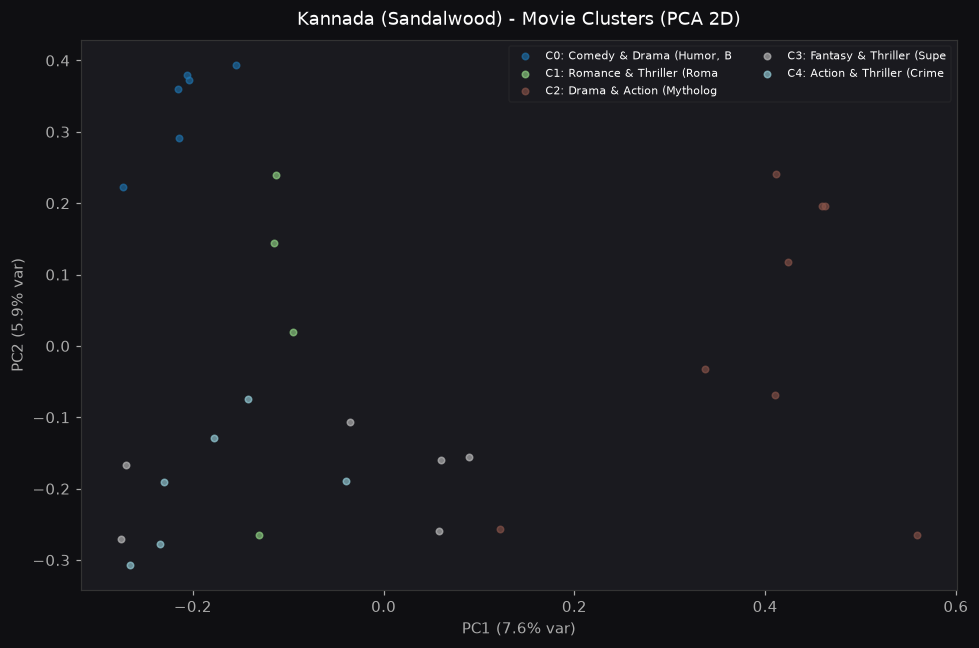 Kannada (Sandalwood) - Movie Clusters (PCA 2D)
C0: Comedy & Drama (Humor, B
C1: Romance & Thriller (Roma
C2: Drama & Action (Mytholog
C3: Fantasy & Thriller (Supe
C4: Action & Thriller (Crime
PC2 (5.9% var)
0.4
0.3
0.2
0.1
0.0
−0.1
−0.2
−0.3
−0.2
0.0
0.2
0.4
0.6
PC1 (7.6% var)